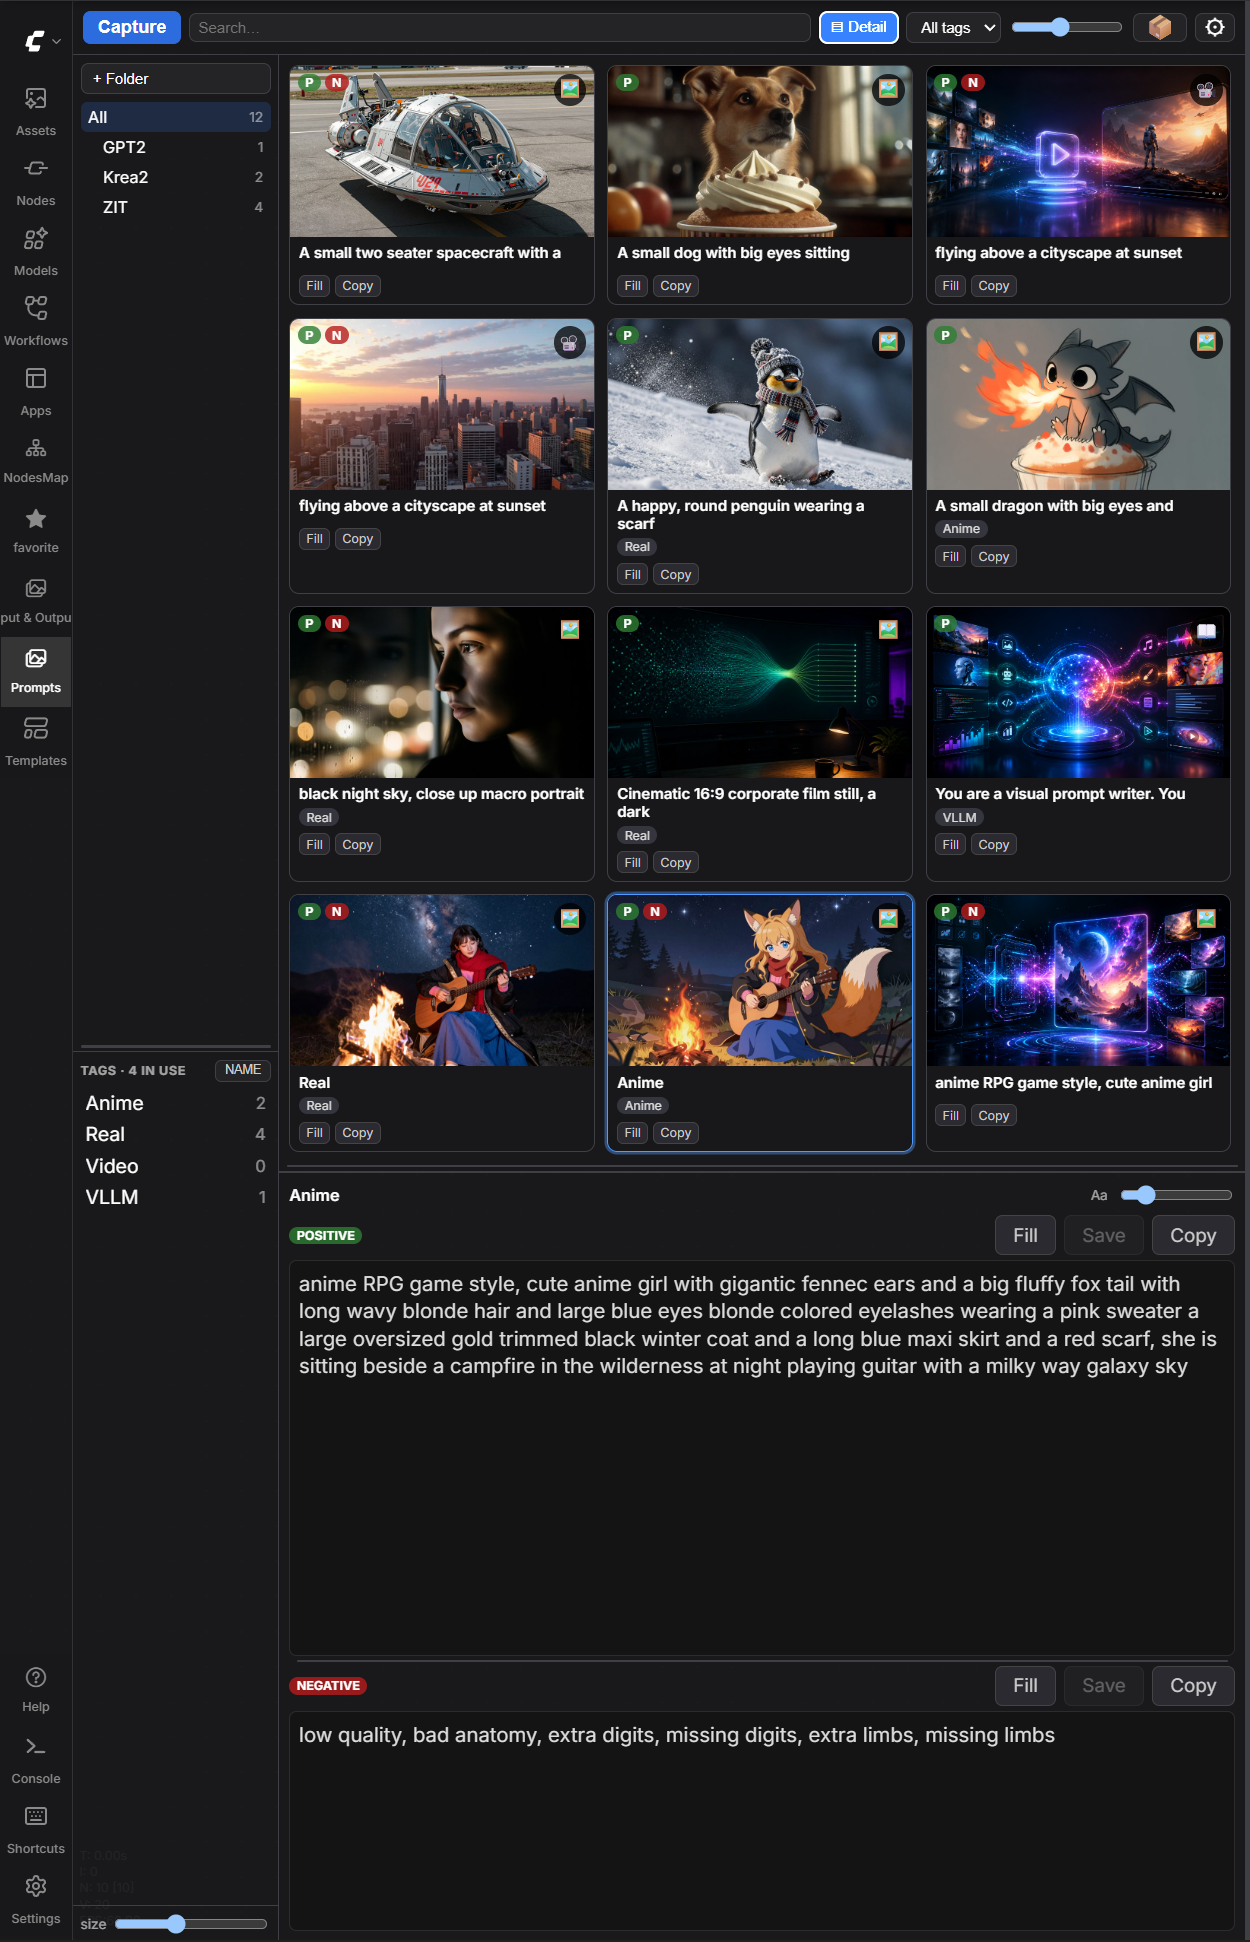 Capture
Search...
Detail
All tags
Assets
Nodes
Models
Workflows
Apps
NodesMap
favorite
put & Outpu
Prompts
Templates
Help
Console
Shortcuts
Settings
+ Folder
All 12
GPT2 1
Krea2 2
ZIT 4
TAGS · 4 IN USE NAME
Anime 2
Real 4
Video 0
VLLM 1
T: 0.00s
I: 0
N: 10 [10]
size
P N
A small two seater spacecraft with a
Fill Copy
P
A small dog with big eyes sitting
Fill Copy
P N
flying above a cityscape at sunset
Fill Copy
P N
flying above a cityscape at sunset
Fill Copy
P
A happy, round penguin wearing a
scarf
Real
Fill Copy
P
A small dragon with big eyes and
Anime
Fill Copy
P N
black night sky, close up macro portrait
Real
Fill Copy
P
Cinematic 16:9 corporate film still, a
dark
Real
Fill Copy
P
You are a visual prompt writer. You
VLLM
Fill Copy
P N
Real
Real
Fill Copy
P N
Anime
Anime
Fill Copy
P N
anime RPG game style, cute anime girl
Fill Copy
Anime Aa
POSITIVE Fill Save Copy
anime RPG game style, cute anime girl with gigantic fennec ears and a big fluffy fox tail with
long wavy blonde hair and large blue eyes blonde colored eyelashes wearing a pink sweater a
large oversized gold trimmed black winter coat and a long blue maxi skirt and a red scarf, she is
sitting beside a campfire in the wilderness at night playing guitar with a milky way galaxy sky
NEGATIVE Fill Save Copy
low quality, bad anatomy, extra digits, missing digits, extra limbs, missing limbs